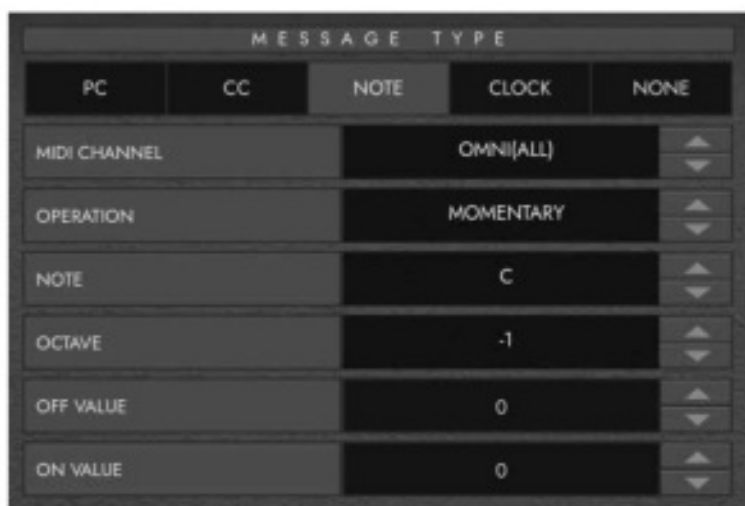 MESSAGE TYPE
PC CC NOTE CLOCK NONE
MIDI CHANNEL OMNI(ALL)
OPERATION MOMENTARY
NOTE C
OCTAVE -1
OFF VALUE 0
ON VALUE 0